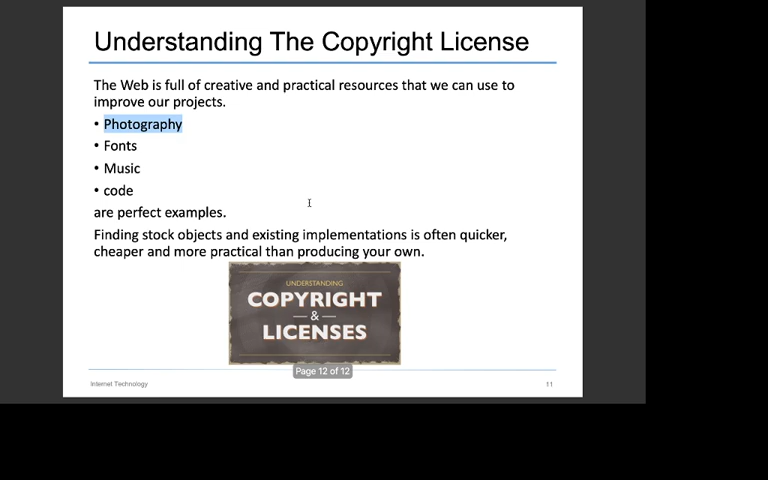 Understanding The Copyright License
The Web is full of creative and practical resources that we can use to
improve our projects.
• Photography
• Fonts
• Music
• code
are perfect examples.
Finding stock objects and existing implementations is often quicker,
cheaper and more practical than producing your own.
UNDERSTANDING
COPYRIGHT
— & —
LICENSES
Page 12 of 12
Internet Technology
11